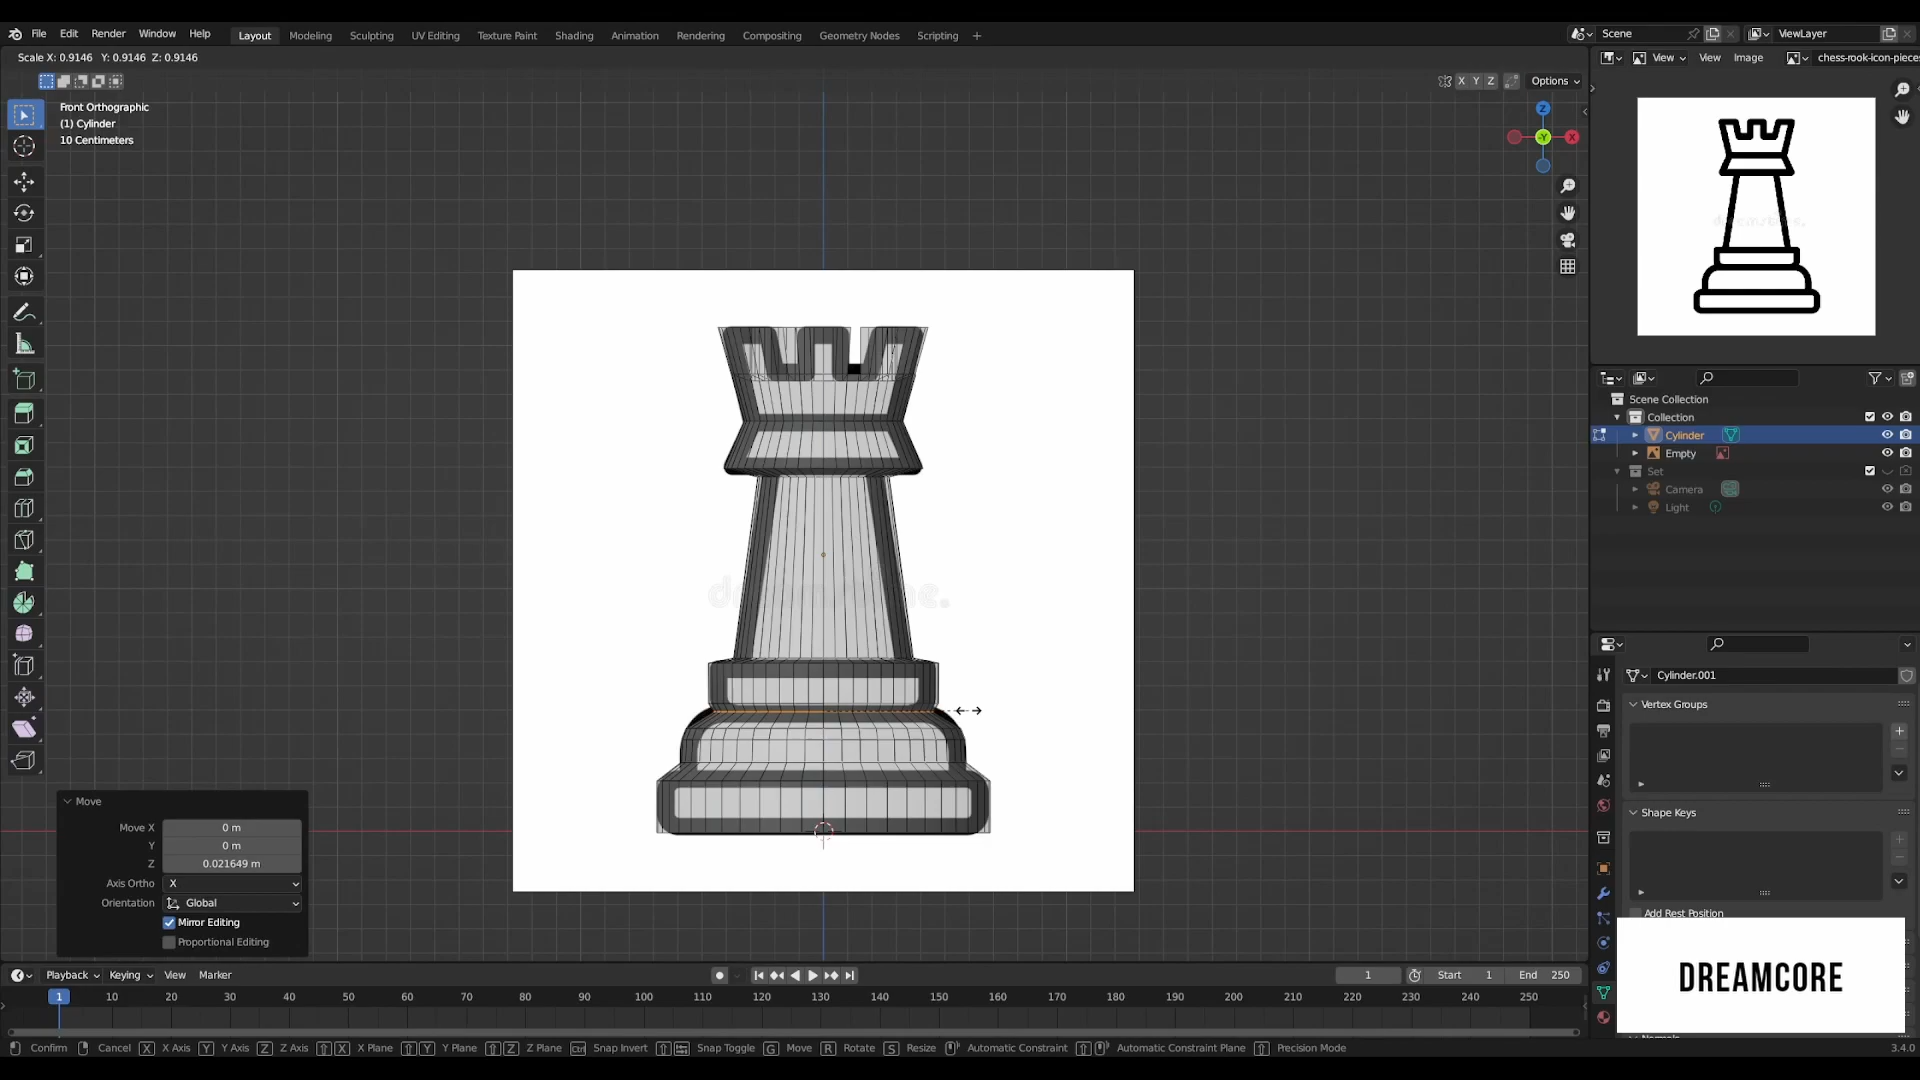 File Edit Render Window Help Layout Modeling Sculpting UV Editing Texture Paint Shading Animation Rendering Compositing Geometry Nodes Scripting + Scene ViewLayer
Scale X: 0.9146 Y: 0.9146 Z: 0.9146
View View Image chess-rook-icon-pieces
X Y Z Options
Front Orthographic
(1) Cylinder
10 Centimeters
Z
-Y X
Scene Collection
Collection
Cylinder
Empty
Set
Camera
Light
Cylinder.001
Vertex Groups
Shape Keys
Add Rest Position
Move
Move X 0 m
Y 0 m
Z 0.021649 m
Axis Ortho X
Orientation Global
Mirror Editing
Proportional Editing
Playback Keying View Marker 1 Start 1 End 250
1 10 20 30 40 50 60 70 80 90 100 110 120 130 140 150 160 170 180 190 200 210 220 230 240 250
DREAMCORE
Confirm Cancel X X Axis Y Y Axis Z Z Axis X X Plane Y Y Plane Z Z Plane Ctrl Snap Invert Snap Toggle G Move R Rotate S Resize Automatic Constraint Automatic Constraint Plane Precision Mode 3.4.0